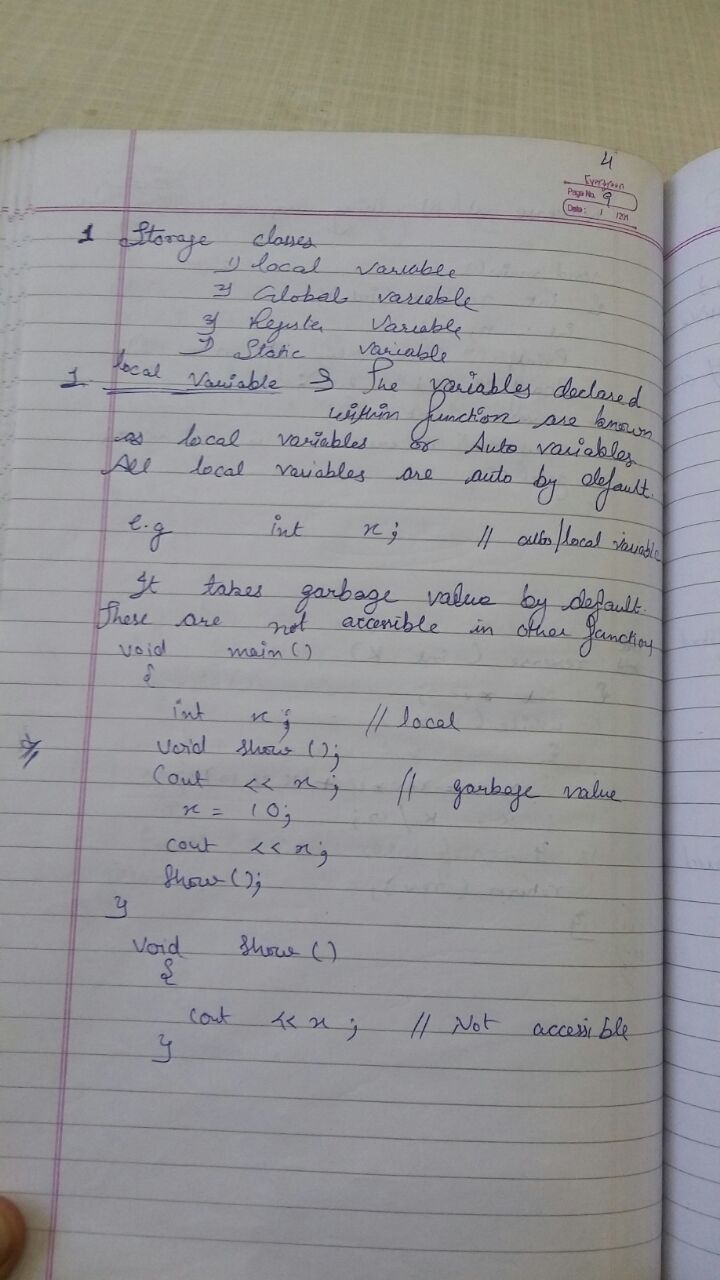 4
Evergreen
Page No. 9
Date: / /201
1 Storage classes
1) local variable
2) Global variable
3) Register Variable
4) Static variable
1. local Variable → The variables declared
within function are known
as local variables or Auto variables
All local variables are auto by default.
e.g int x; // auto/local variable
It takes garbage value by default.
These are not accessible in other function
void main()
{
int x; // local
void show ();
Cout << x; // garbage value
x = 10;
cout << x;
Show();
}
void show()
{
cout << x; // Not accessible
}